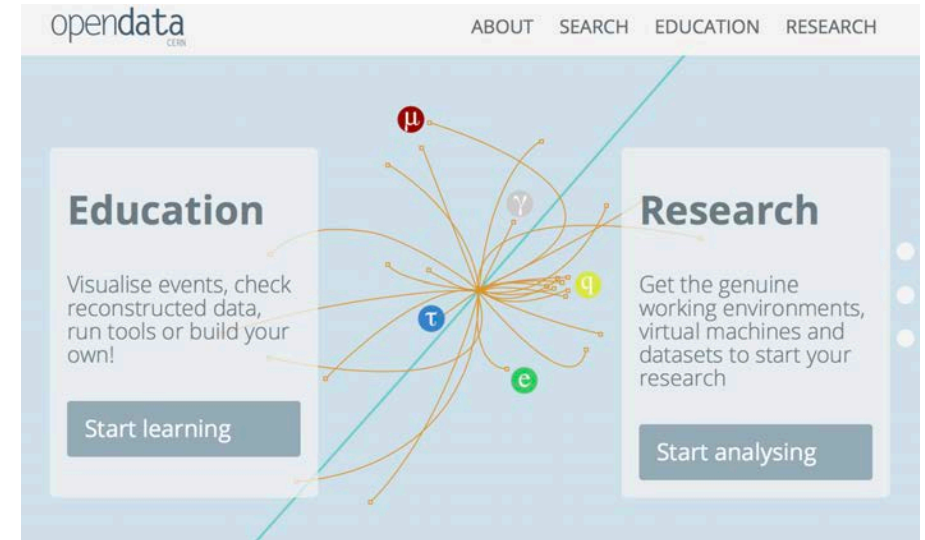 opendata
CERN
ABOUT SEARCH EDUCATION RESEARCH
μ
γ
q
τ
e
Education
Visualise events, check
reconstructed data,
run tools or build your
own!
Start learning
Research
Get the genuine
working environments,
virtual machines and
datasets to start your
research
Start analysing